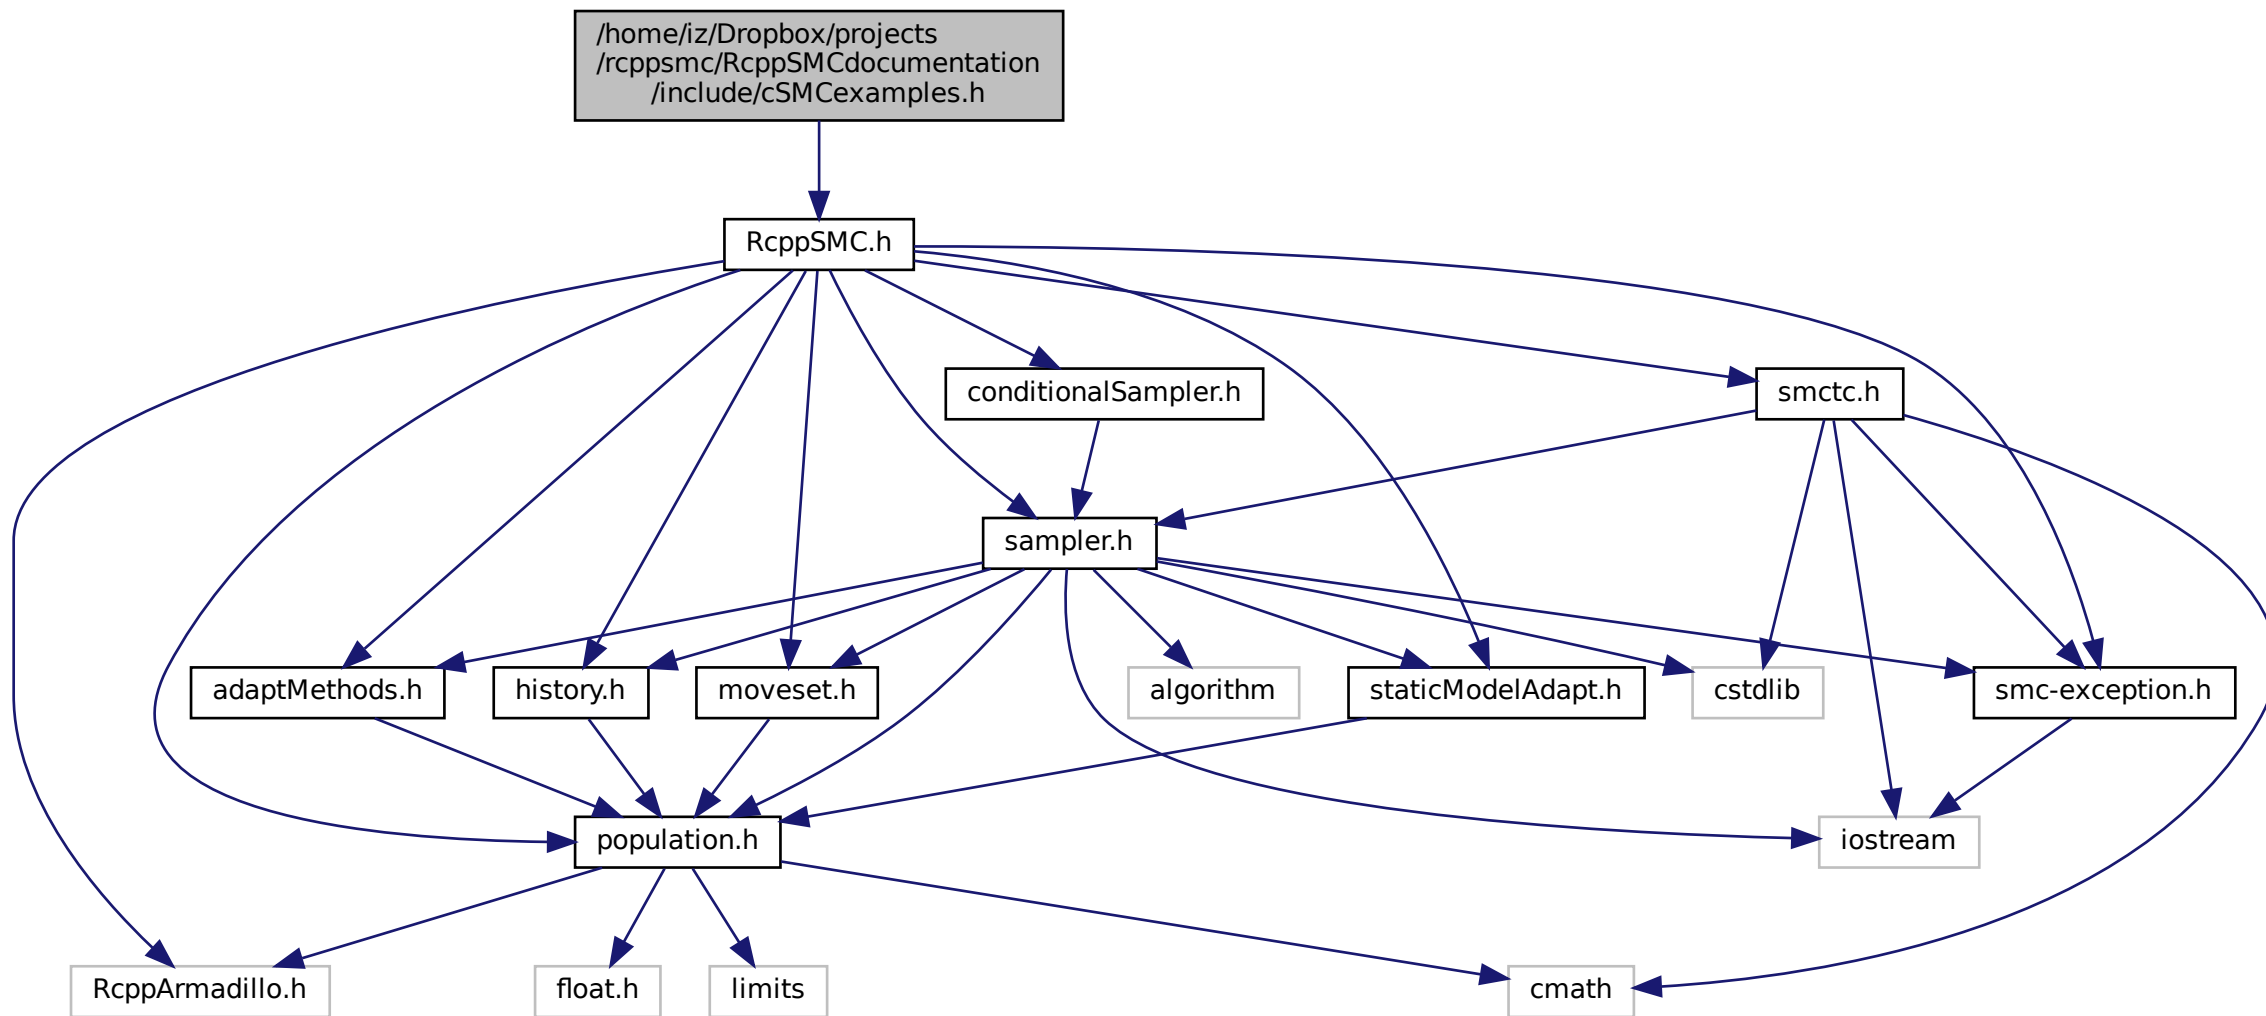 /home/iz/Dropbox/projects
/rcppsmc/RcppSMCdocumentation
/include/cSMCexamples.h
RcppSMC.h
conditionalSampler.h
smctc.h
sampler.h
adaptMethods.h
history.h
moveset.h
algorithm
staticModelAdapt.h
cstdlib
smc-exception.h
population.h
iostream
RcppArmadillo.h
float.h
limits
cmath